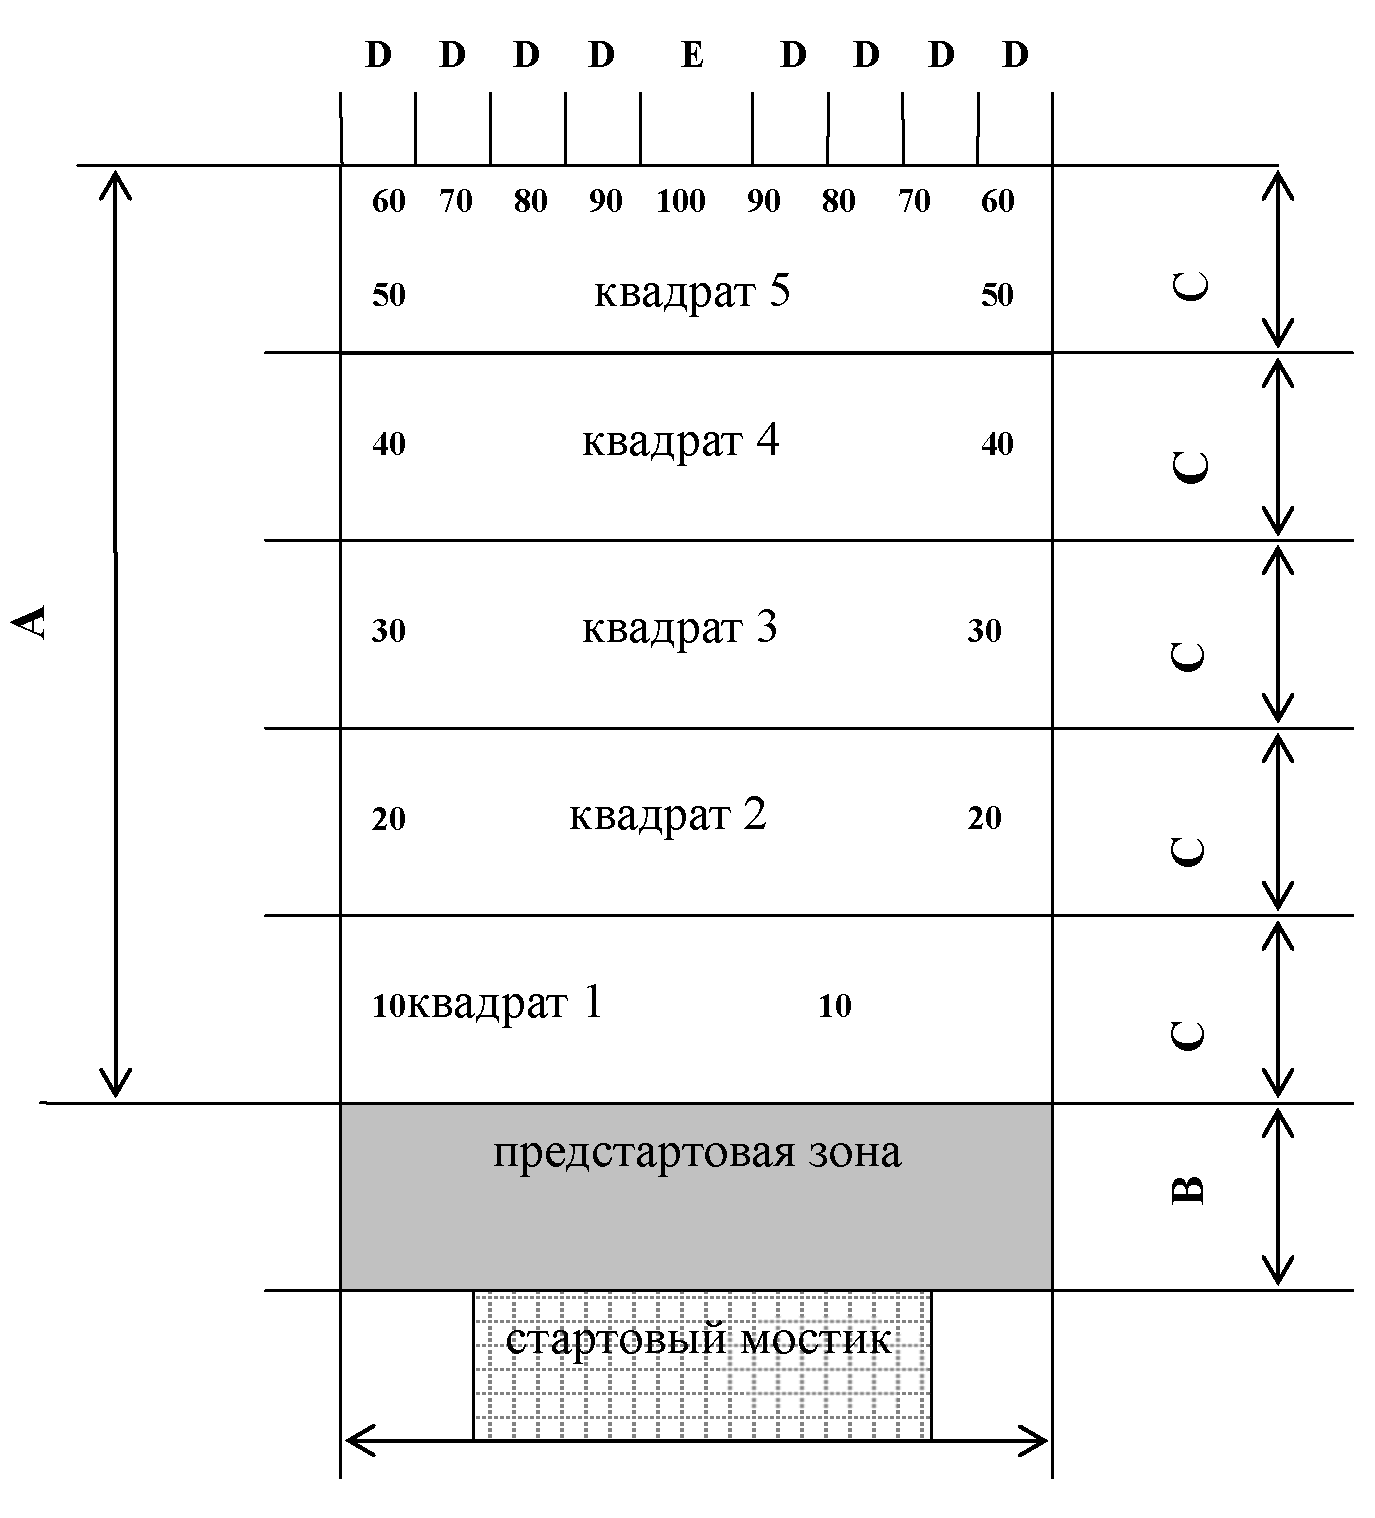 D D D D E D D D D
60 70 80 90 100 90 80 70 60
50 квадрат 5 50
C
40 квадрат 4 40
C
A
30 квадрат 3 30
C
20 квадрат 2 20
C
10квадрат 1 10
C
предстартовая зона
B
стартовый мостик